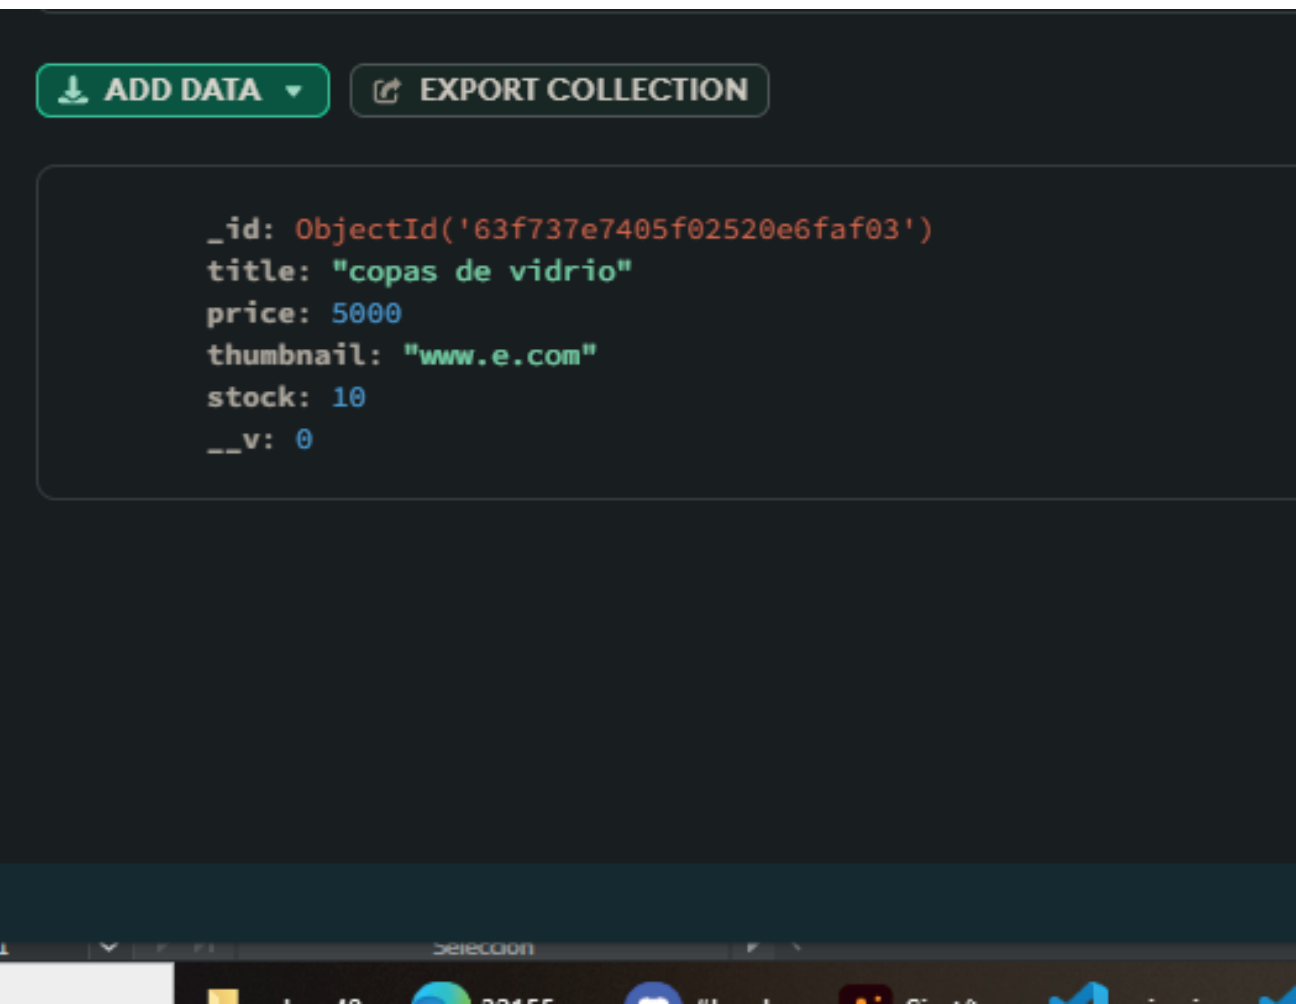 ADD DATA
EXPORT COLLECTION
_id: ObjectId('63f737e7405f02520e6faf03')
title: "copas de vidrio"
price: 5000
thumbnail: "www.e.com"
stock: 10
__v: 0
Selección